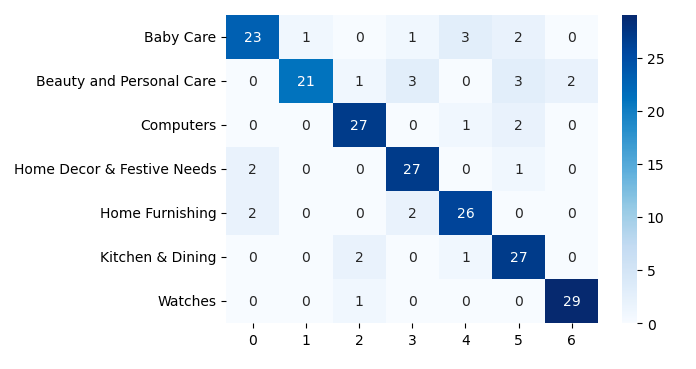 Baby Care 23 1 0 1 3 2 0
Beauty and Personal Care 0 21 1 3 0 3 2
Computers 0 0 27 0 1 2 0
Home Decor & Festive Needs 2 0 0 27 0 1 0
Home Furnishing 2 0 0 2 26 0 0
Kitchen & Dining 0 0 2 0 1 27 0
Watches 0 0 1 0 0 0 29
0 1 2 3 4 5 6
25
20
15
10
5
0